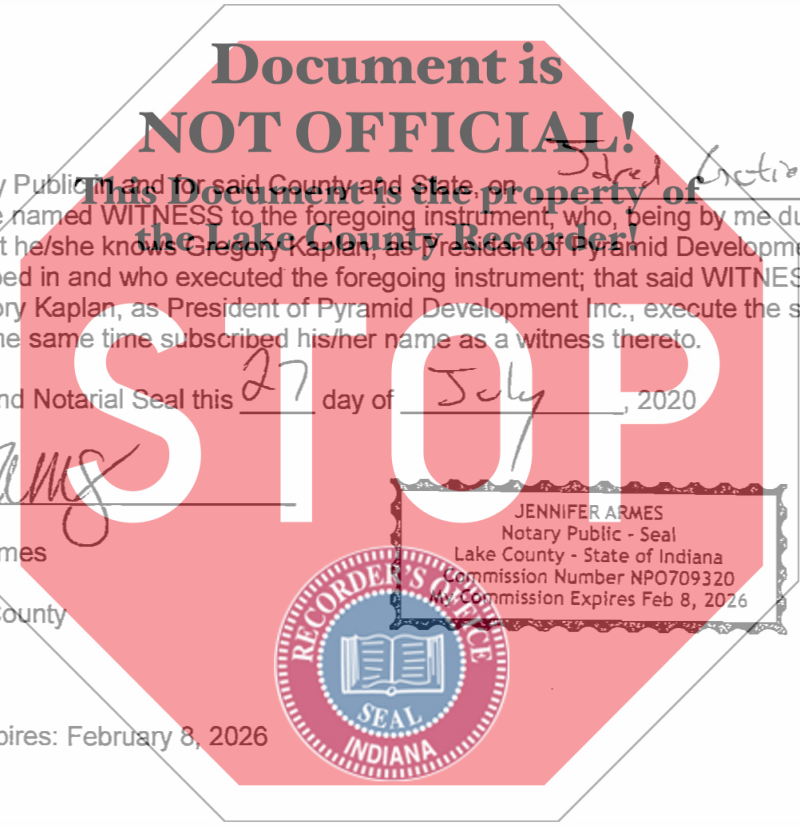 Document is
NOT OFFICIAL!
This Document is the property of
the Lake County Recorder!
y Public in and for said County and State, on Jared
e named WITNESS to the foregoing instrument, who, being by me du
t he/she knows Gregory Kaplan, as President of Pyramid Developme
bed in and who executed the foregoing instrument; that said WITNES
ory Kaplan, as President of Pyramid Development Inc., execute the s
ne same time subscribed his/her name as a witness thereto.
nd Notarial Seal this 27 day of July, 2020
STOP
mes
County
JENNIFER ARMES
Notary Public - Seal
Lake County - State of Indiana
Commission Number NP0709320
My Commission Expires Feb 8, 2026
RECORDER'S OFFICE
SEAL
INDIANA
pires: February 8, 2026